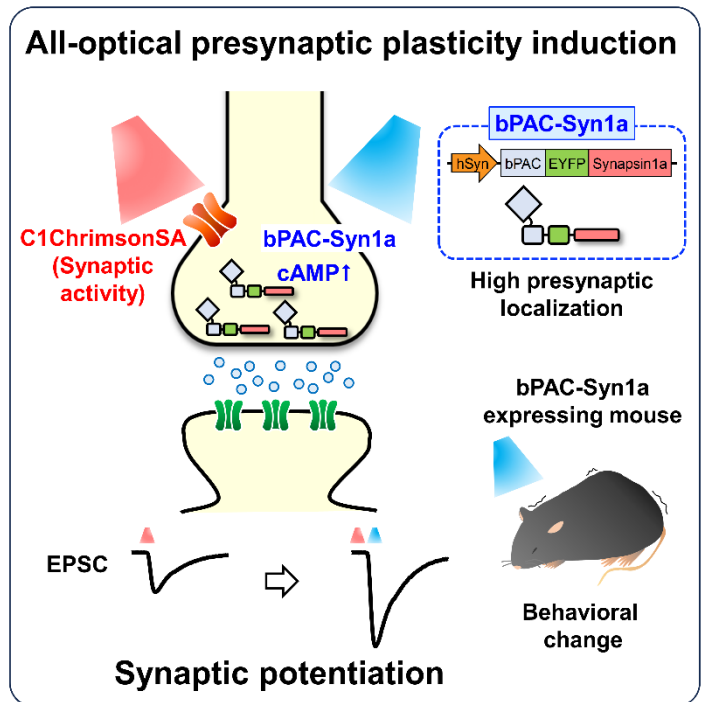 All-optical presynaptic plasticity induction
C1ChrimsonSA
(Synaptic
activity)
bPAC-Syn1a
cAMP↑
bPAC-Syn1a
hSyn bPAC EYFP Synapsin1a
High presynaptic
localization
bPAC-Syn1a
expressing mouse
EPSC
Behavioral
change
Synaptic potentiation